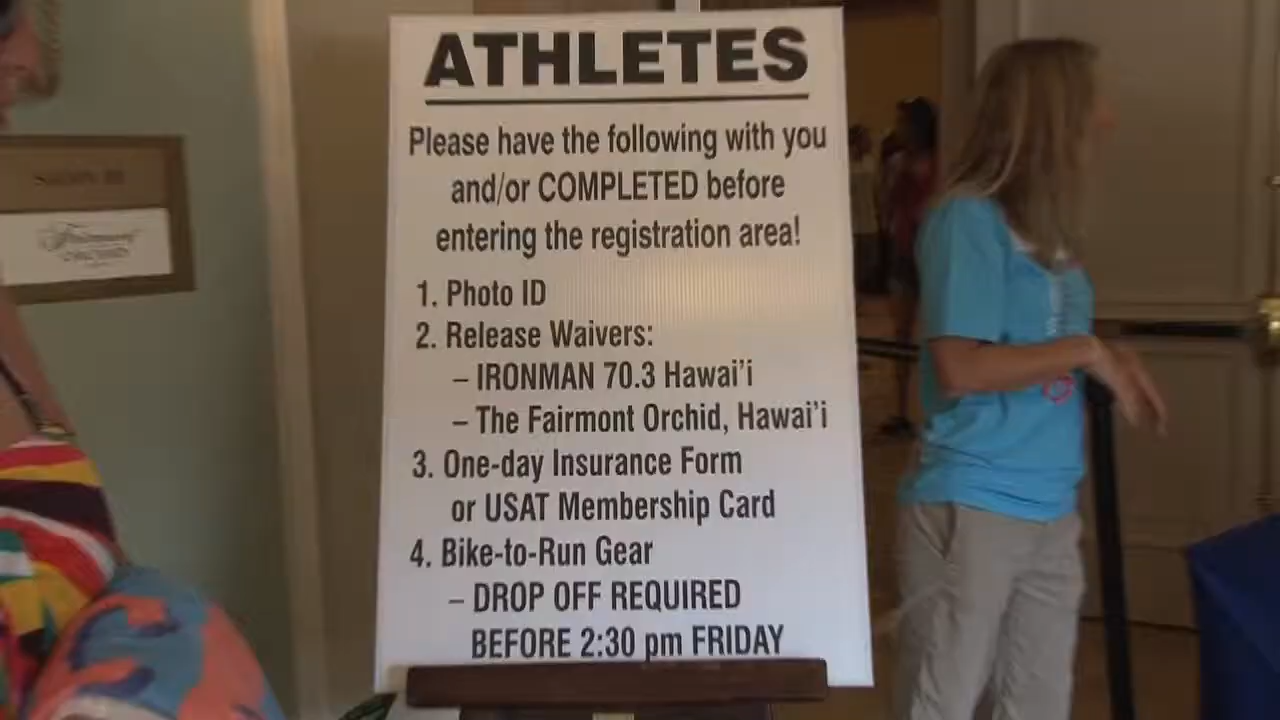 ATHLETES
Please have the following with you
and/or COMPLETED before
entering the registration area!
1. Photo ID
2. Release Waivers:
– IRONMAN 70.3 Hawai’i
– The Fairmont Orchid, Hawai’i
3. One-day Insurance Form
or USAT Membership Card
4. Bike-to-Run Gear
– DROP OFF REQUIRED
BEFORE 2:30 pm FRIDAY
Fairmont
ORCHID